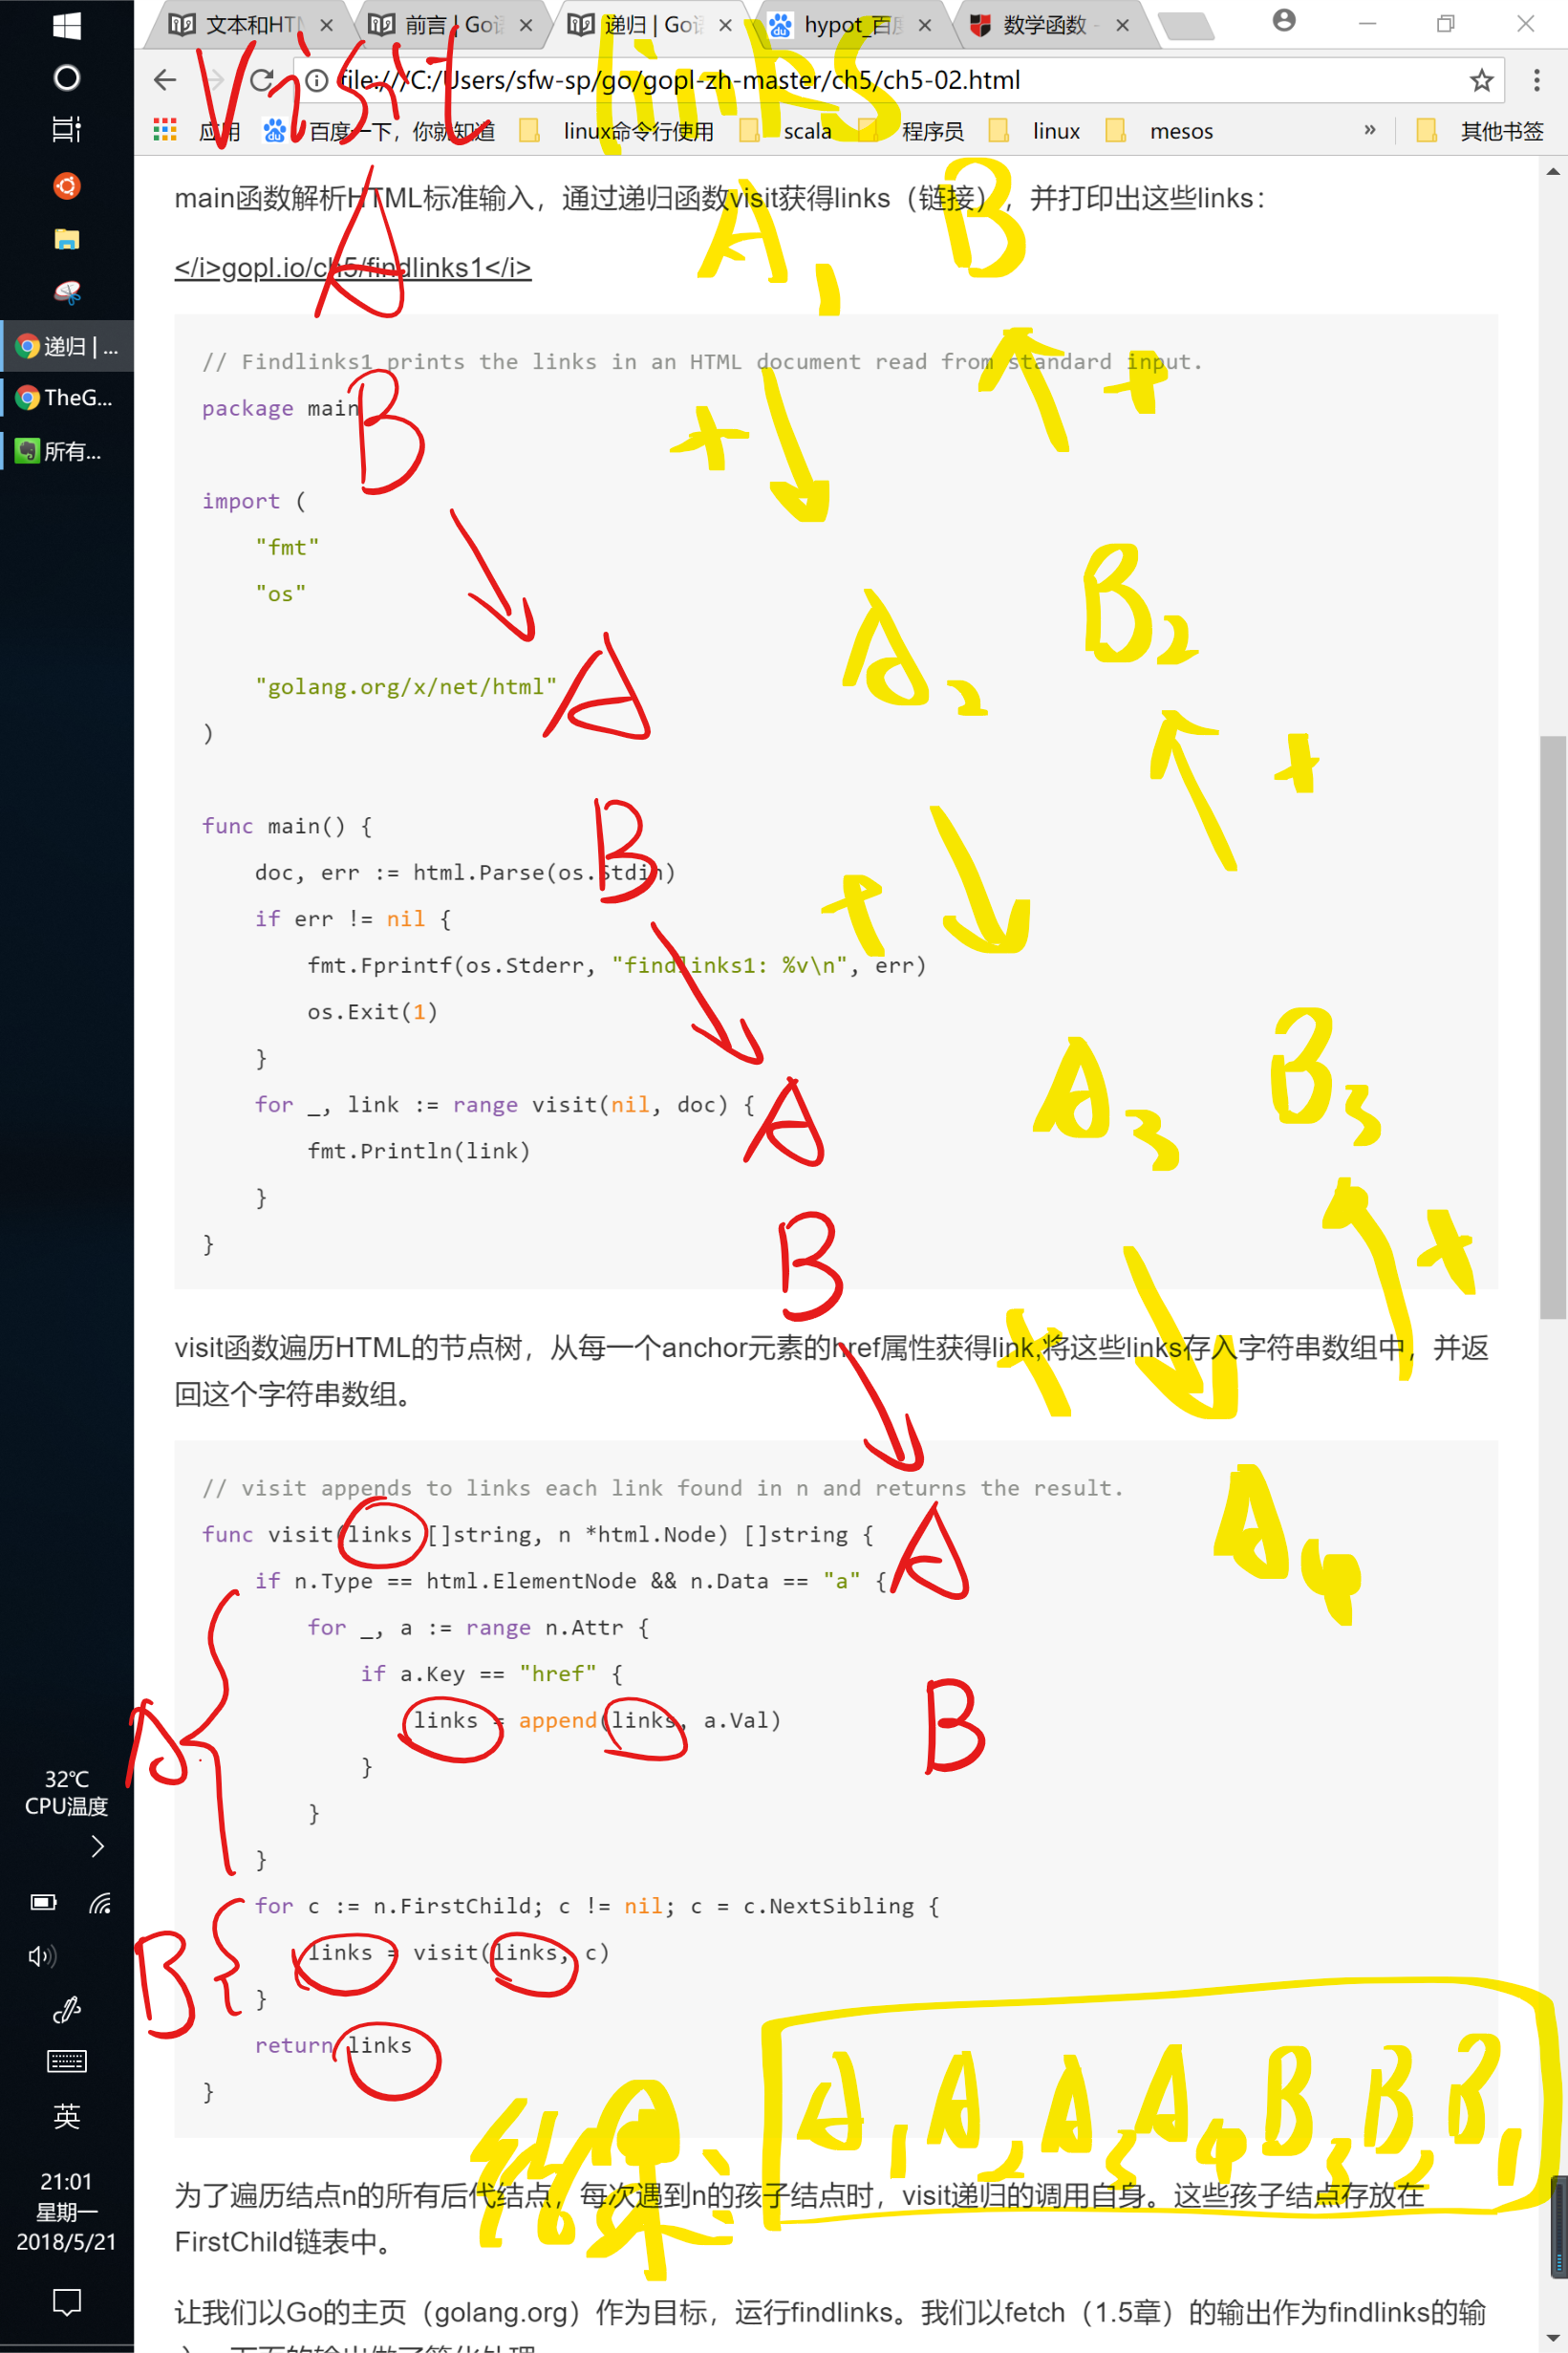 文本和HTM
前言 | Go语
递归 | Go语
hypot_百度
数学函数 -
file:///C:/Users/sfw-sp/go/gopl-zh-master/ch5/ch5-02.html
应用
百度一下，你就知道
linux命令行使用
scala
程序员
linux
mesos
»
其他书签
visit
links
main函数解析HTML标准输入，通过递归函数visit获得links（链接），并打印出这些links：
</i>gopl.io/ch5/findlinks1</i>
// Findlinks1 prints the links in an HTML document read from standard input.
package main
import (
"fmt"
"os"
"golang.org/x/net/html"
)
func main() {
doc, err := html.Parse(os.Stdin)
if err != nil {
fmt.Fprintf(os.Stderr, "findlinks1: %v\n", err)
os.Exit(1)
}
for _, link := range visit(nil, doc) {
fmt.Println(link)
}
}
visit函数遍历HTML的节点树，从每一个anchor元素的href属性获得link,将这些links存入字符串数组中，并返
回这个字符串数组。
// visit appends to links each link found in n and returns the result.
func visit(links []string, n *html.Node) []string {
if n.Type == html.ElementNode && n.Data == "a" {
for _, a := range n.Attr {
if a.Key == "href" {
links = append(links, a.Val)
}
}
}
for c := n.FirstChild; c != nil; c = c.NextSibling {
links = visit(links, c)
}
return links
}
为了遍历结点n的所有后代结点，每次遇到n的孩子结点时，visit递归的调用自身。这些孩子结点存放在
FirstChild链表中。
让我们以Go的主页（golang.org）作为目标，运行findlinks。我们以fetch（1.5章）的输出作为findlinks的输
A
B
A
B
A
B
A
B
A
B
A1 B
+ +
A2 B2
+ +
A3 B3
+ +
A4
结果:
A1 A2 A3 A4 B3 B2 B1
递归 | ...
TheG...
所有...
32℃
CPU温度
英
21:01
星期一
2018/5/21